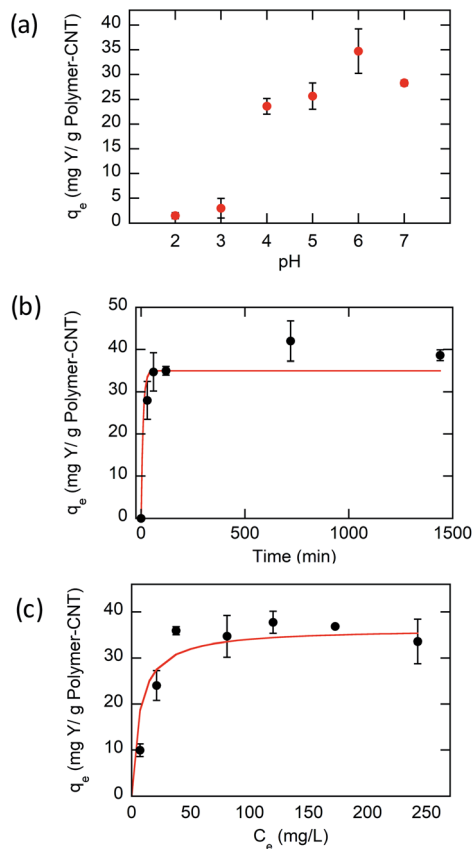 (a)
q_e (mg Y/ g Polymer-CNT)
40
35
30
25
20
15
10
5
0
2 3 4 5 6 7
pH
(b)
q_e (mg Y/ g Polymer-CNT)
50
40
30
20
10
0
0 500 1000 1500
Time (min)
(c)
q_e (mg Y/ g Polymer-CNT)
40
30
20
10
0
0 50 100 150 200 250
C_e (mg/L)